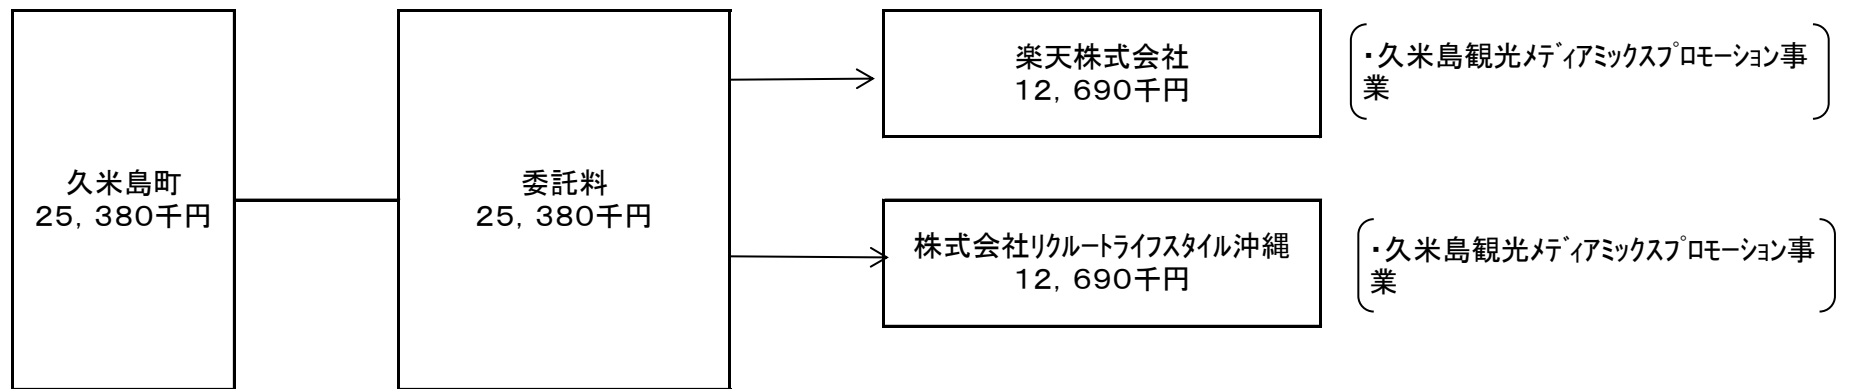 久米島町
25，380千円
委託料
25，380千円
楽天株式会社
12，690千円
・久米島観光ﾒﾃﾞｨｱﾐｯｸｽﾌﾟﾛﾓｰｼｮﾝ事
業
株式会社ﾘｸﾙｰﾄﾗｲﾌｽﾀｲﾙ沖縄
12，690千円
・久米島観光ﾒﾃﾞｨｱﾐｯｸｽﾌﾟﾛﾓｰｼｮﾝ事
業